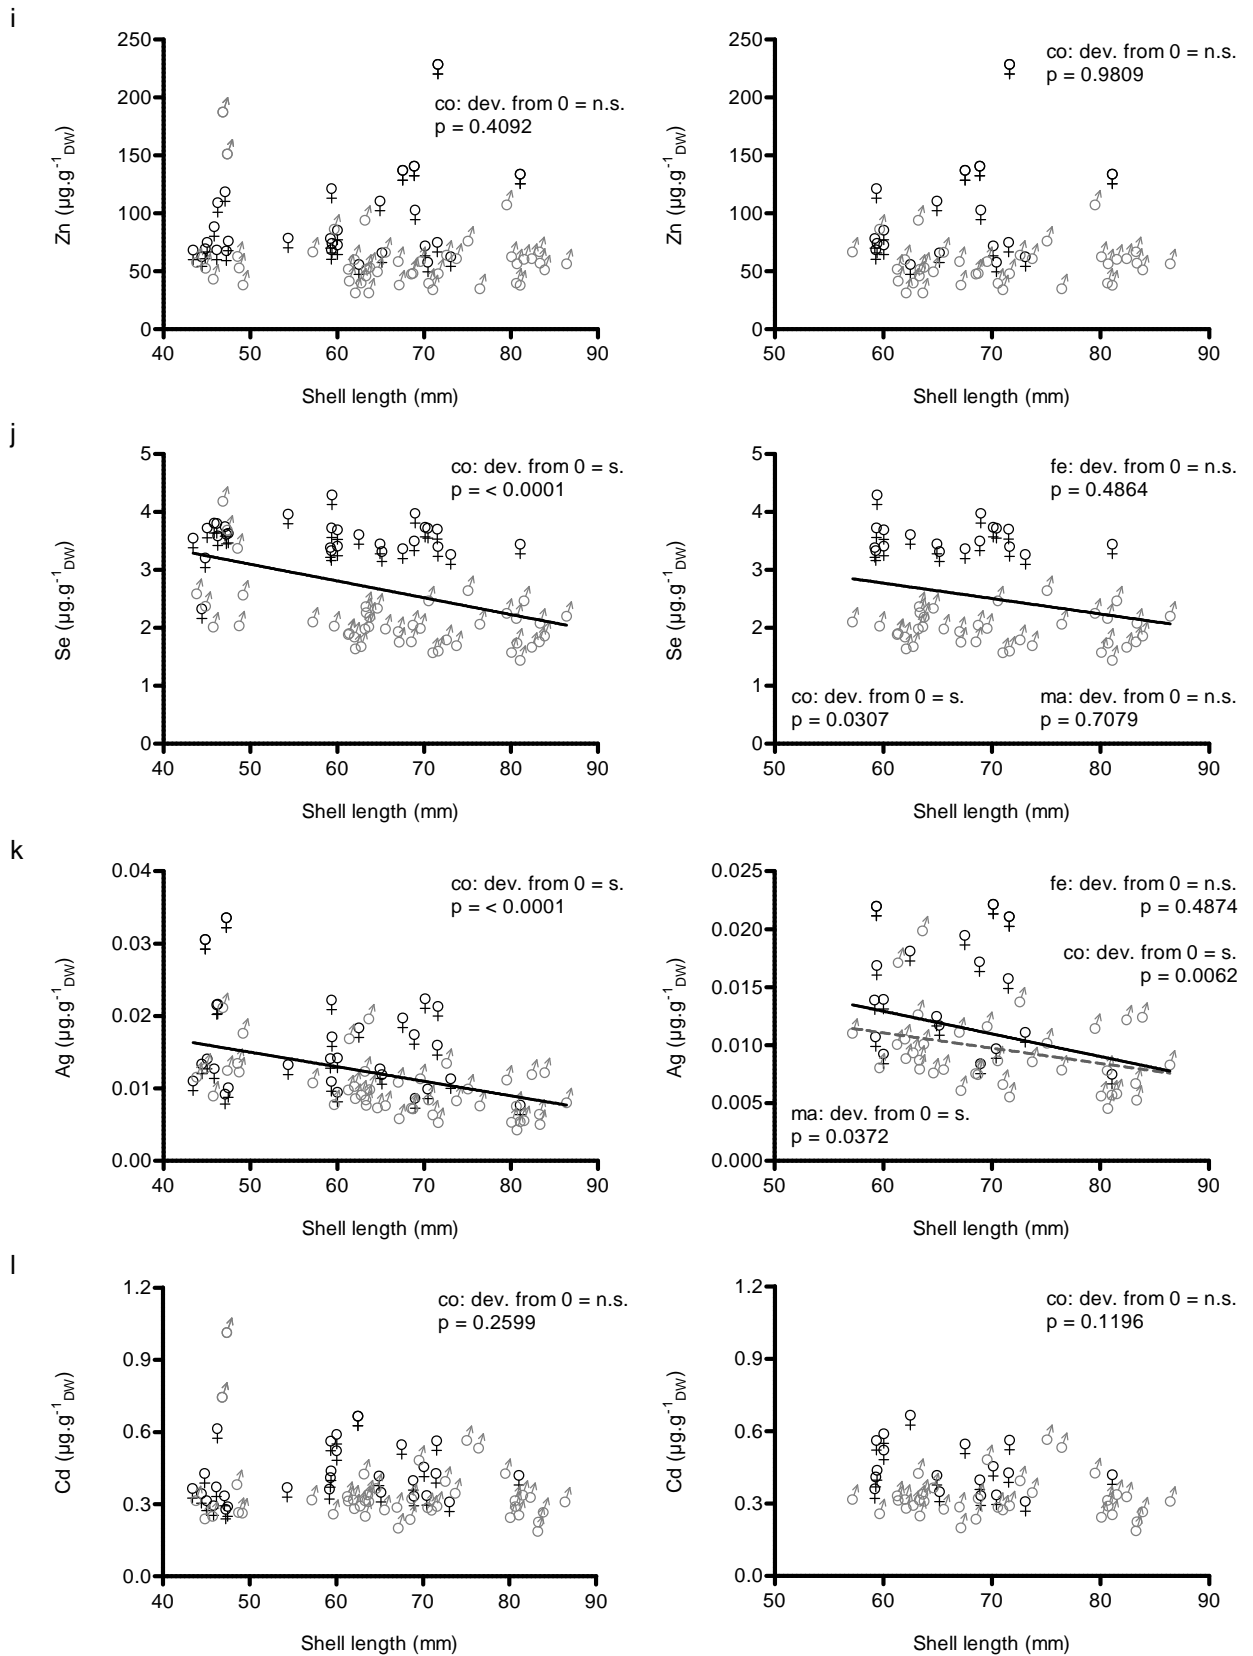 i
250
200
150
100
50
0
40 50 60 70 80 90
Zn (µg.g-1DW)
Shell length (mm)
co: dev. from 0 = n.s.
p = 0.4092
250
200
150
100
50
0
50 60 70 80 90
Zn (µg.g-1DW)
Shell length (mm)
co: dev. from 0 = n.s.
p = 0.9809
j
5
4
3
2
1
0
40 50 60 70 80 90
Se (µg.g-1DW)
Shell length (mm)
co: dev. from 0 = s.
p = < 0.0001
5
4
3
2
1
0
50 60 70 80 90
Se (µg.g-1DW)
Shell length (mm)
fe: dev. from 0 = n.s.
p = 0.4864
co: dev. from 0 = s.
p = 0.0307
ma: dev. from 0 = n.s.
p = 0.7079
k
0.04
0.03
0.02
0.01
0.00
40 50 60 70 80 90
Ag (µg.g-1DW)
Shell length (mm)
co: dev. from 0 = s.
p = < 0.0001
0.025
0.020
0.015
0.010
0.005
0.000
50 60 70 80 90
Ag (µg.g-1DW)
Shell length (mm)
fe: dev. from 0 = n.s.
p = 0.4874
co: dev. from 0 = s.
p = 0.0062
ma: dev. from 0 = s.
p = 0.0372
l
1.2
0.9
0.6
0.3
0.0
40 50 60 70 80 90
Cd (µg.g-1DW)
Shell length (mm)
co: dev. from 0 = n.s.
p = 0.2599
1.2
0.9
0.6
0.3
0.0
50 60 70 80 90
Cd (µg.g-1DW)
Shell length (mm)
co: dev. from 0 = n.s.
p = 0.1196